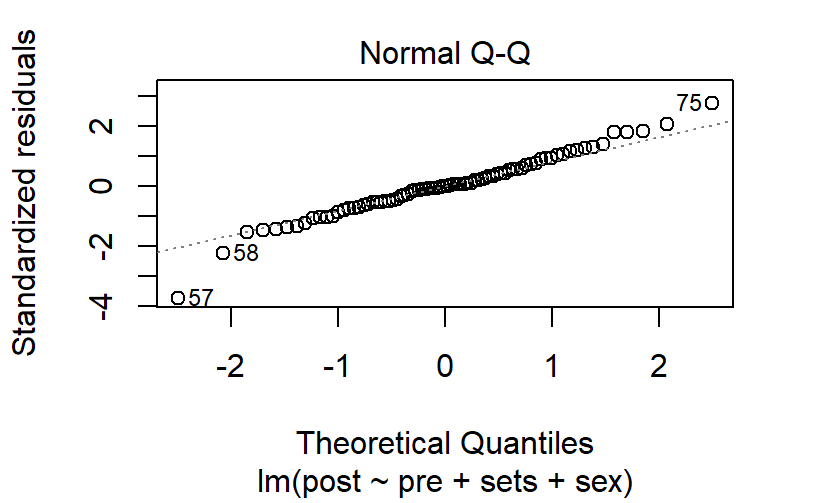 Normal Q-Q
Standardized residuals
2
0
-2
-4
75
58
57
-2 -1 0 1 2
Theoretical Quantiles
lm(post ~ pre + sets + sex)